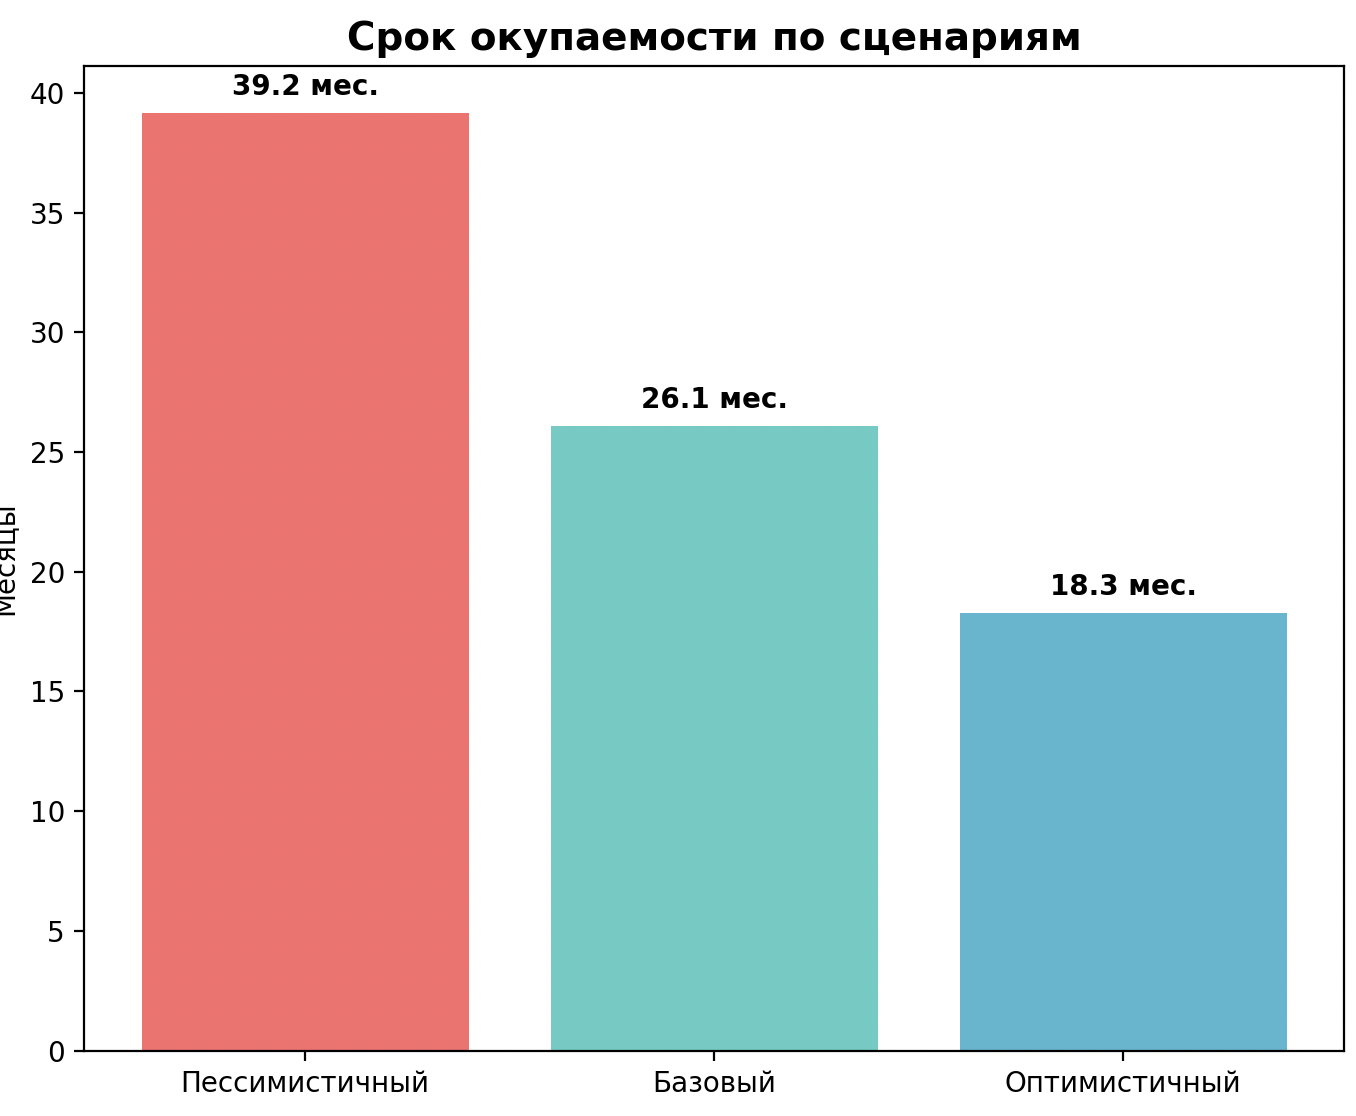 Срок окупаемости по сценариям
39.2 мес.
26.1 мес.
18.3 мес.
Месяцы
40
35
30
25
20
15
10
5
0
Пессимистичный
Базовый
Оптимистичный